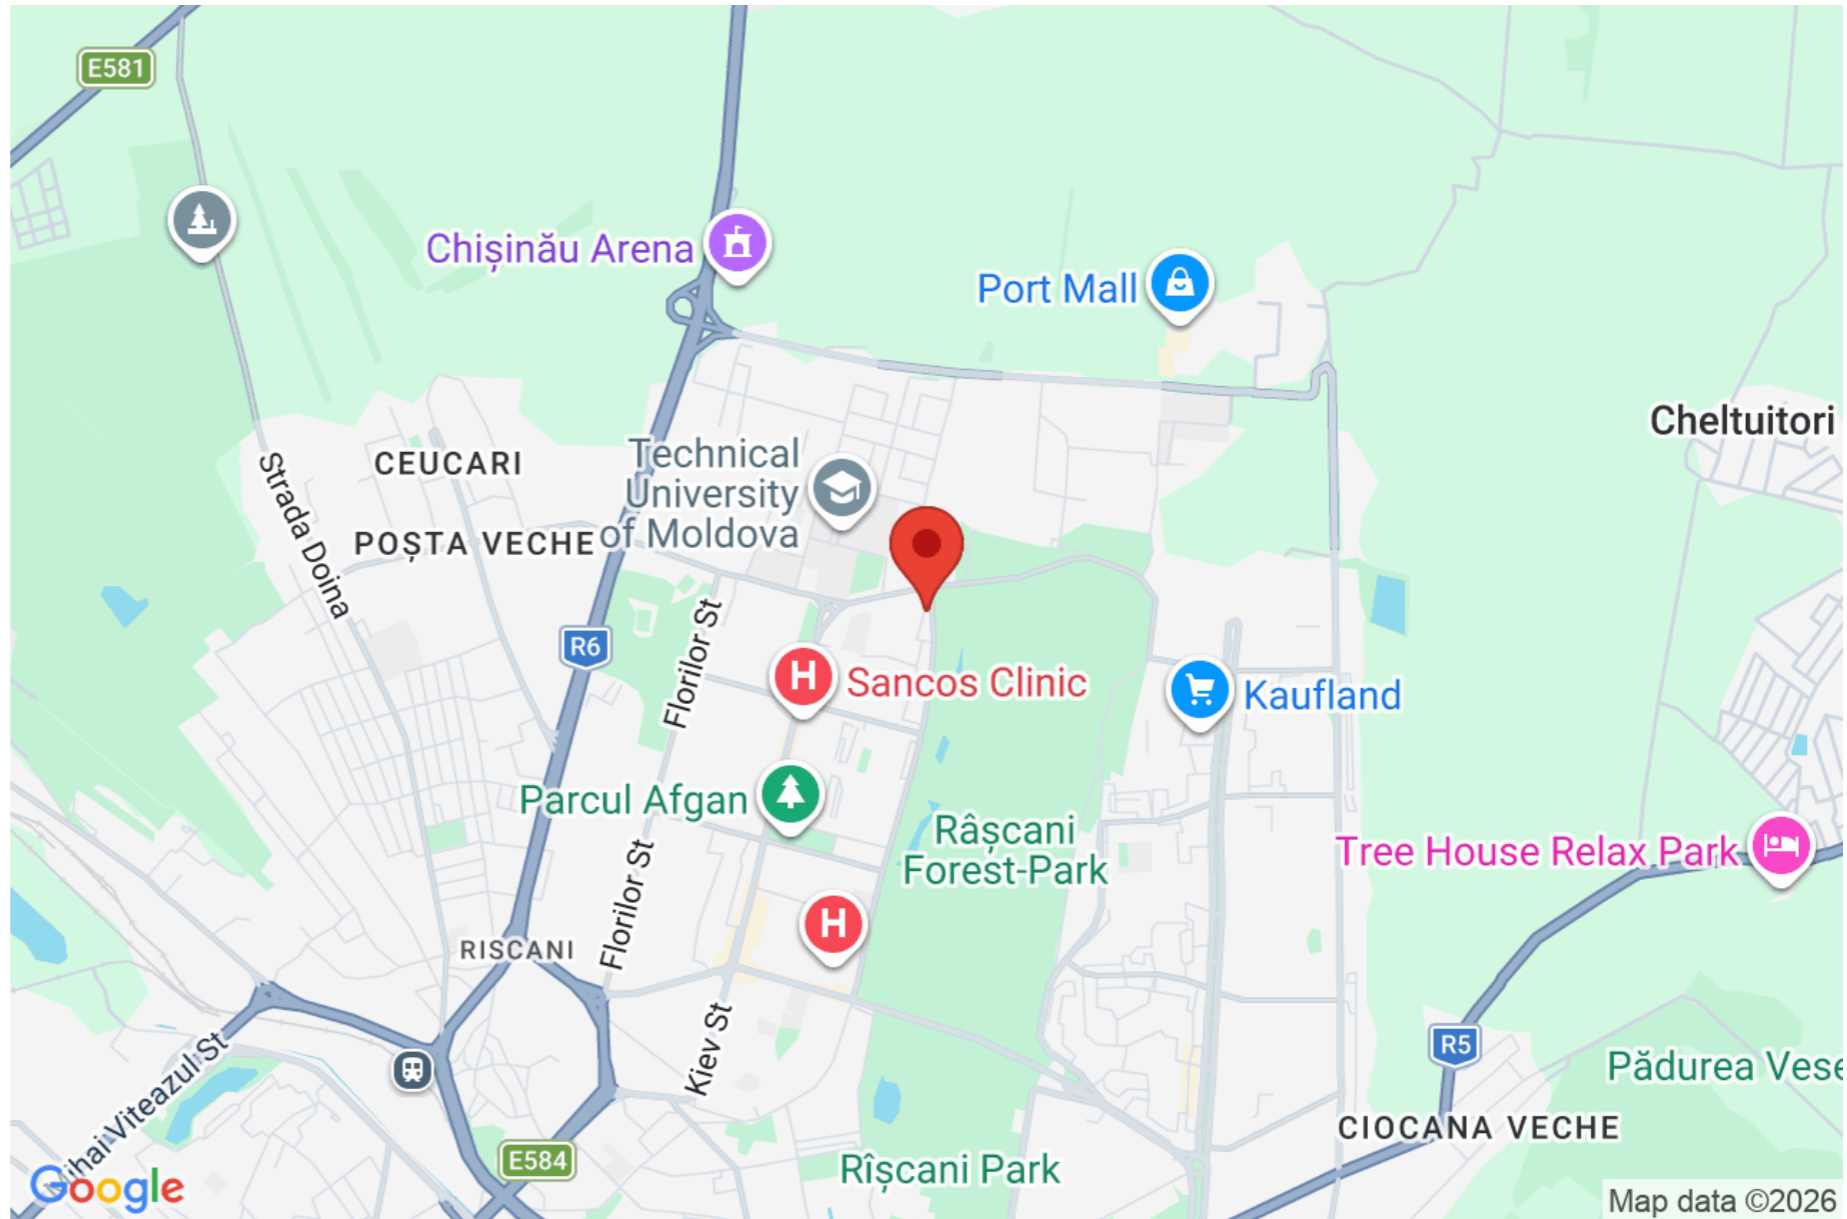 E581
Chișinău Arena
Port Mall
Cheltuitori
CEUCARI
Technical
University
of Moldova
Strada Doina
POȘTA VECHE
Florilor St
R6
H
Sancos Clinic
Kaufland
Parcul Afgan
Râșcani
Forest-Park
Tree House Relax Park
Florilor St
H
RISCANI
Kiev St
R5
Mihai Viteazul St
Pădurea Vese
CIOCANA VECHE
E584
Rîșcani Park
Google
Map data ©2026